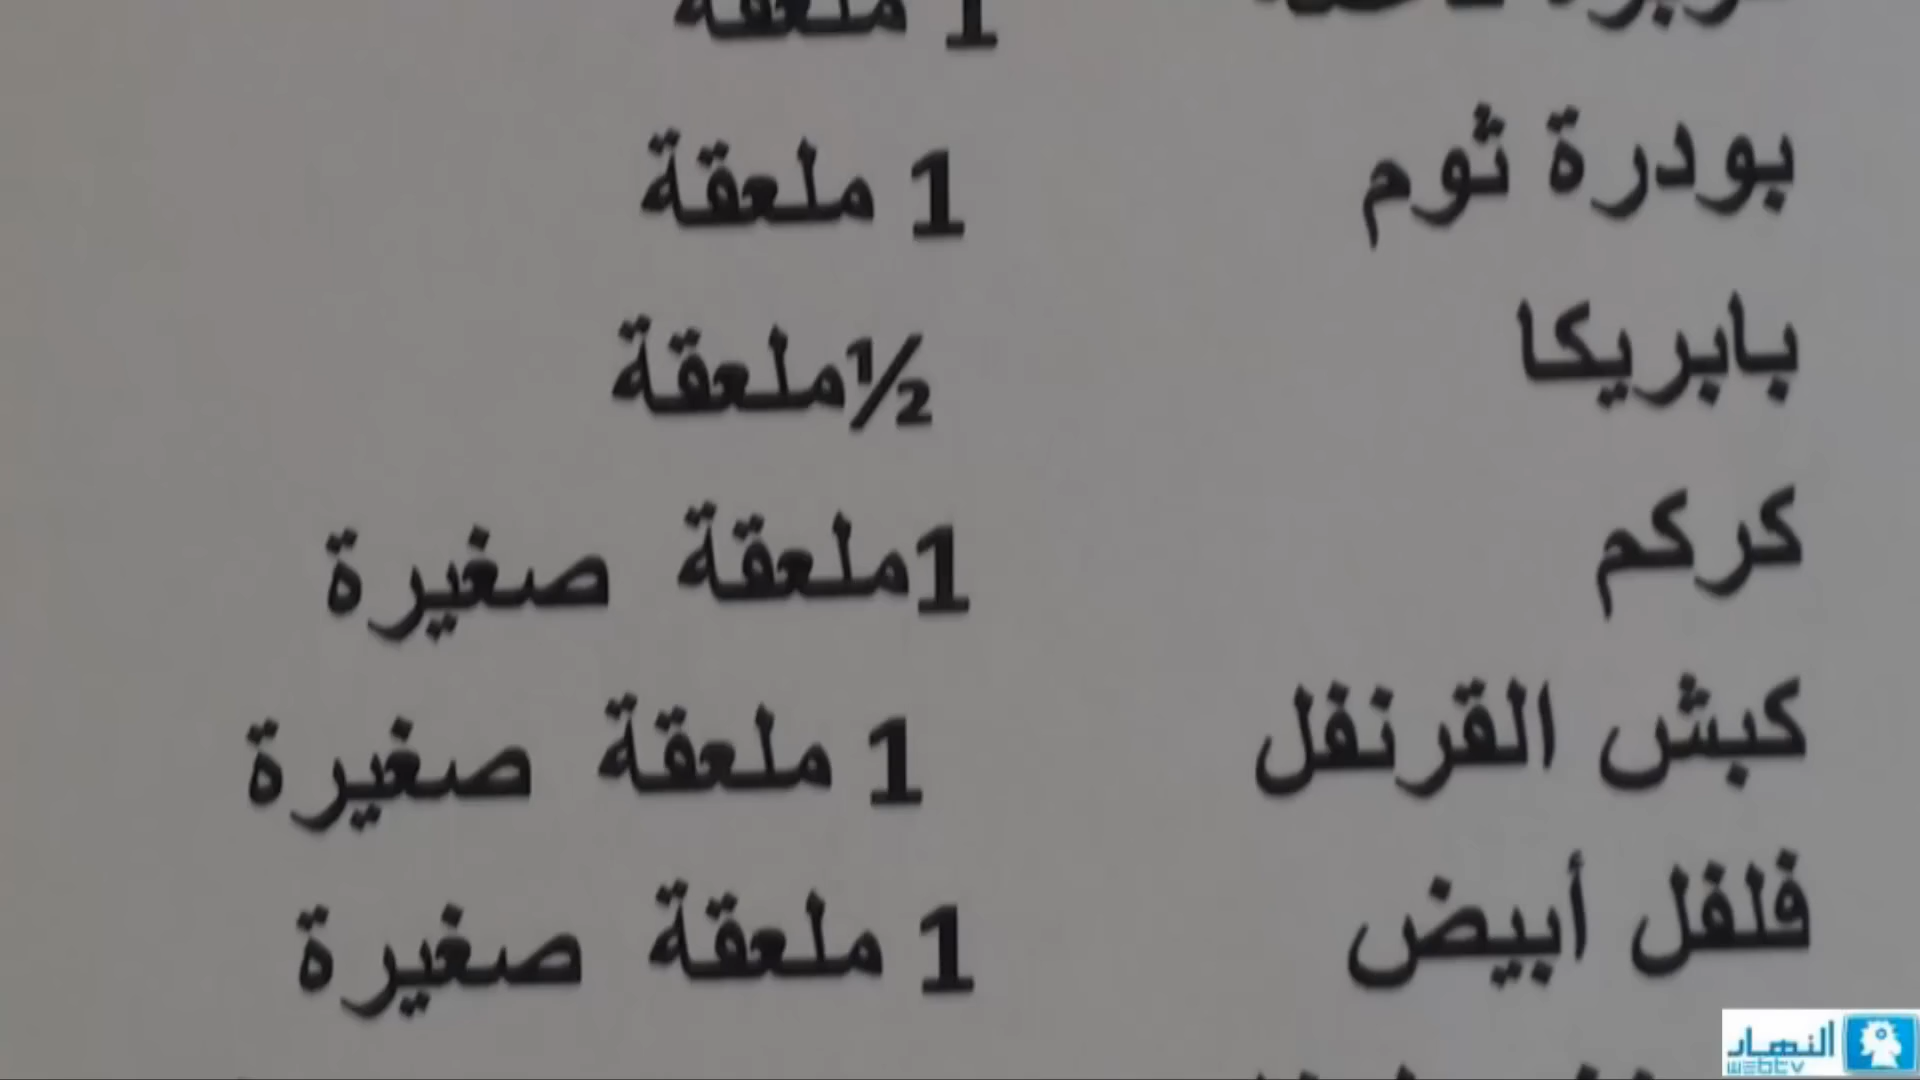 1 ملعقة
بودرة ثوم 1 ملعقة
بابريكا ½ملعقة
كركم 1ملعقة صغيرة
كبش القرنفل 1 ملعقة صغيرة
فلفل أبيض 1 ملعقة صغيرة
النهار
webtv